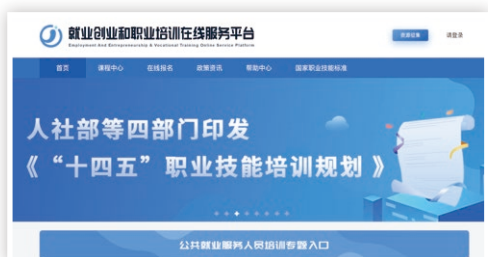 就业创业和职业培训在线服务平台
Employment And Entrepreneurship & Vocational Training Online Service Platform
资源征集 请登录
首页 课程中心 在线报名 政策资讯 帮助中心 国家职业技能标准
人社部等四部门印发
《“十四五”职业技能培训规划》
公共就业服务人员培训专题入口